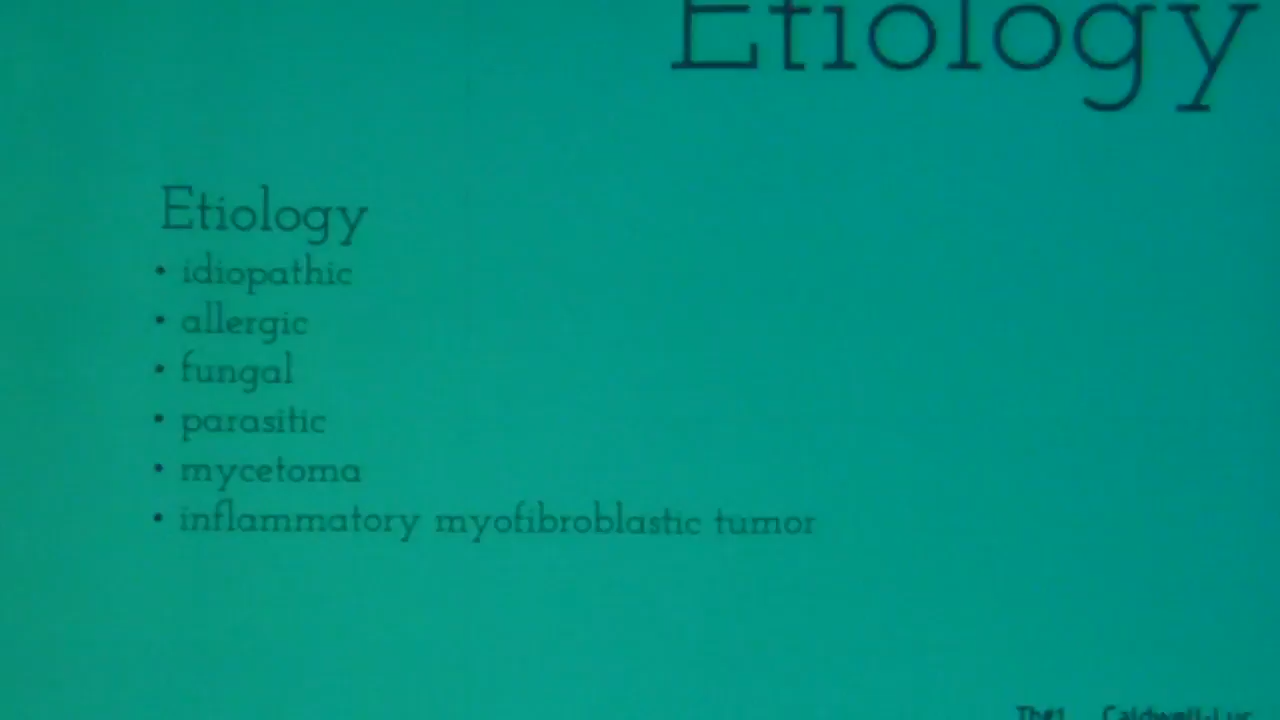 Etiology
Etiology
• idiopathic
• allergic
• fungal
• parasitic
• mycetoma
• inflammatory myofibroblastic tumor